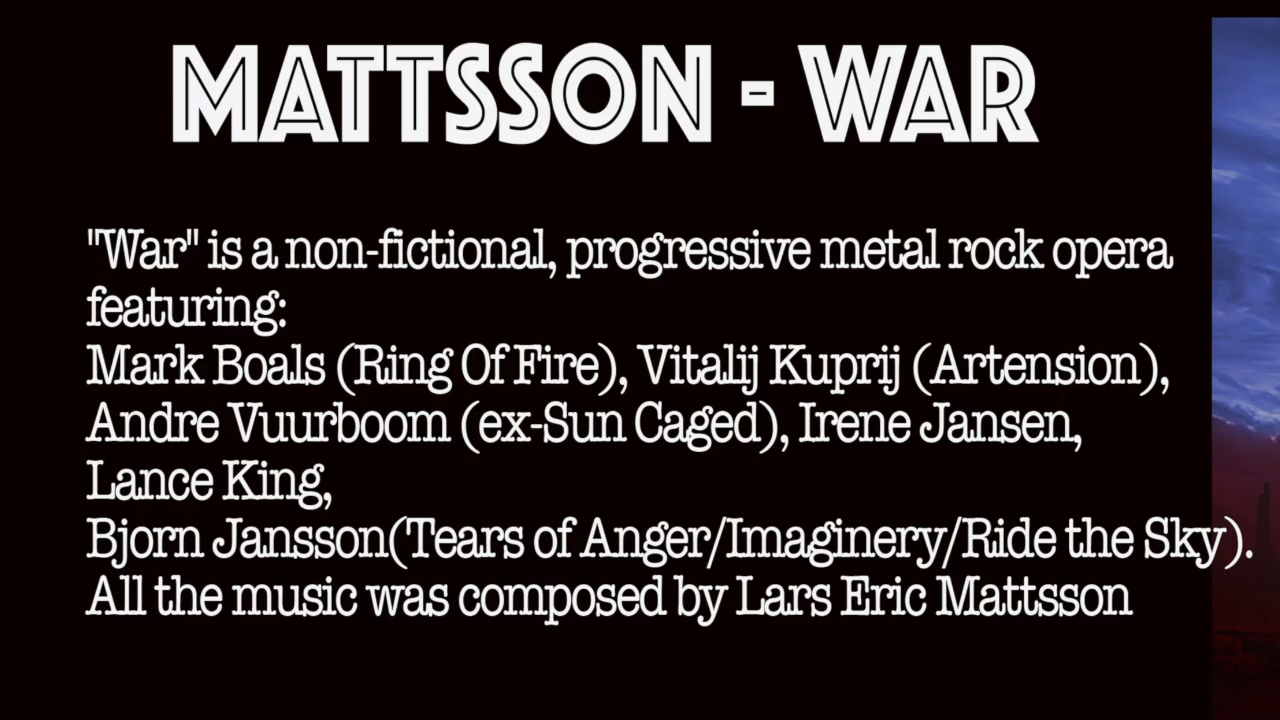 MATTSSON - WAR
"War" is a non-fictional, progressive metal rock opera
featuring:
Mark Boals (Ring Of Fire), Vitalij Kuprij (Artension),
Andre Vuurboom (ex-Sun Caged), Irene Jansen,
Lance King,
Bjorn Jansson(Tears of Anger/Imaginery/Ride the Sky).
All the music was composed by Lars Eric Mattsson